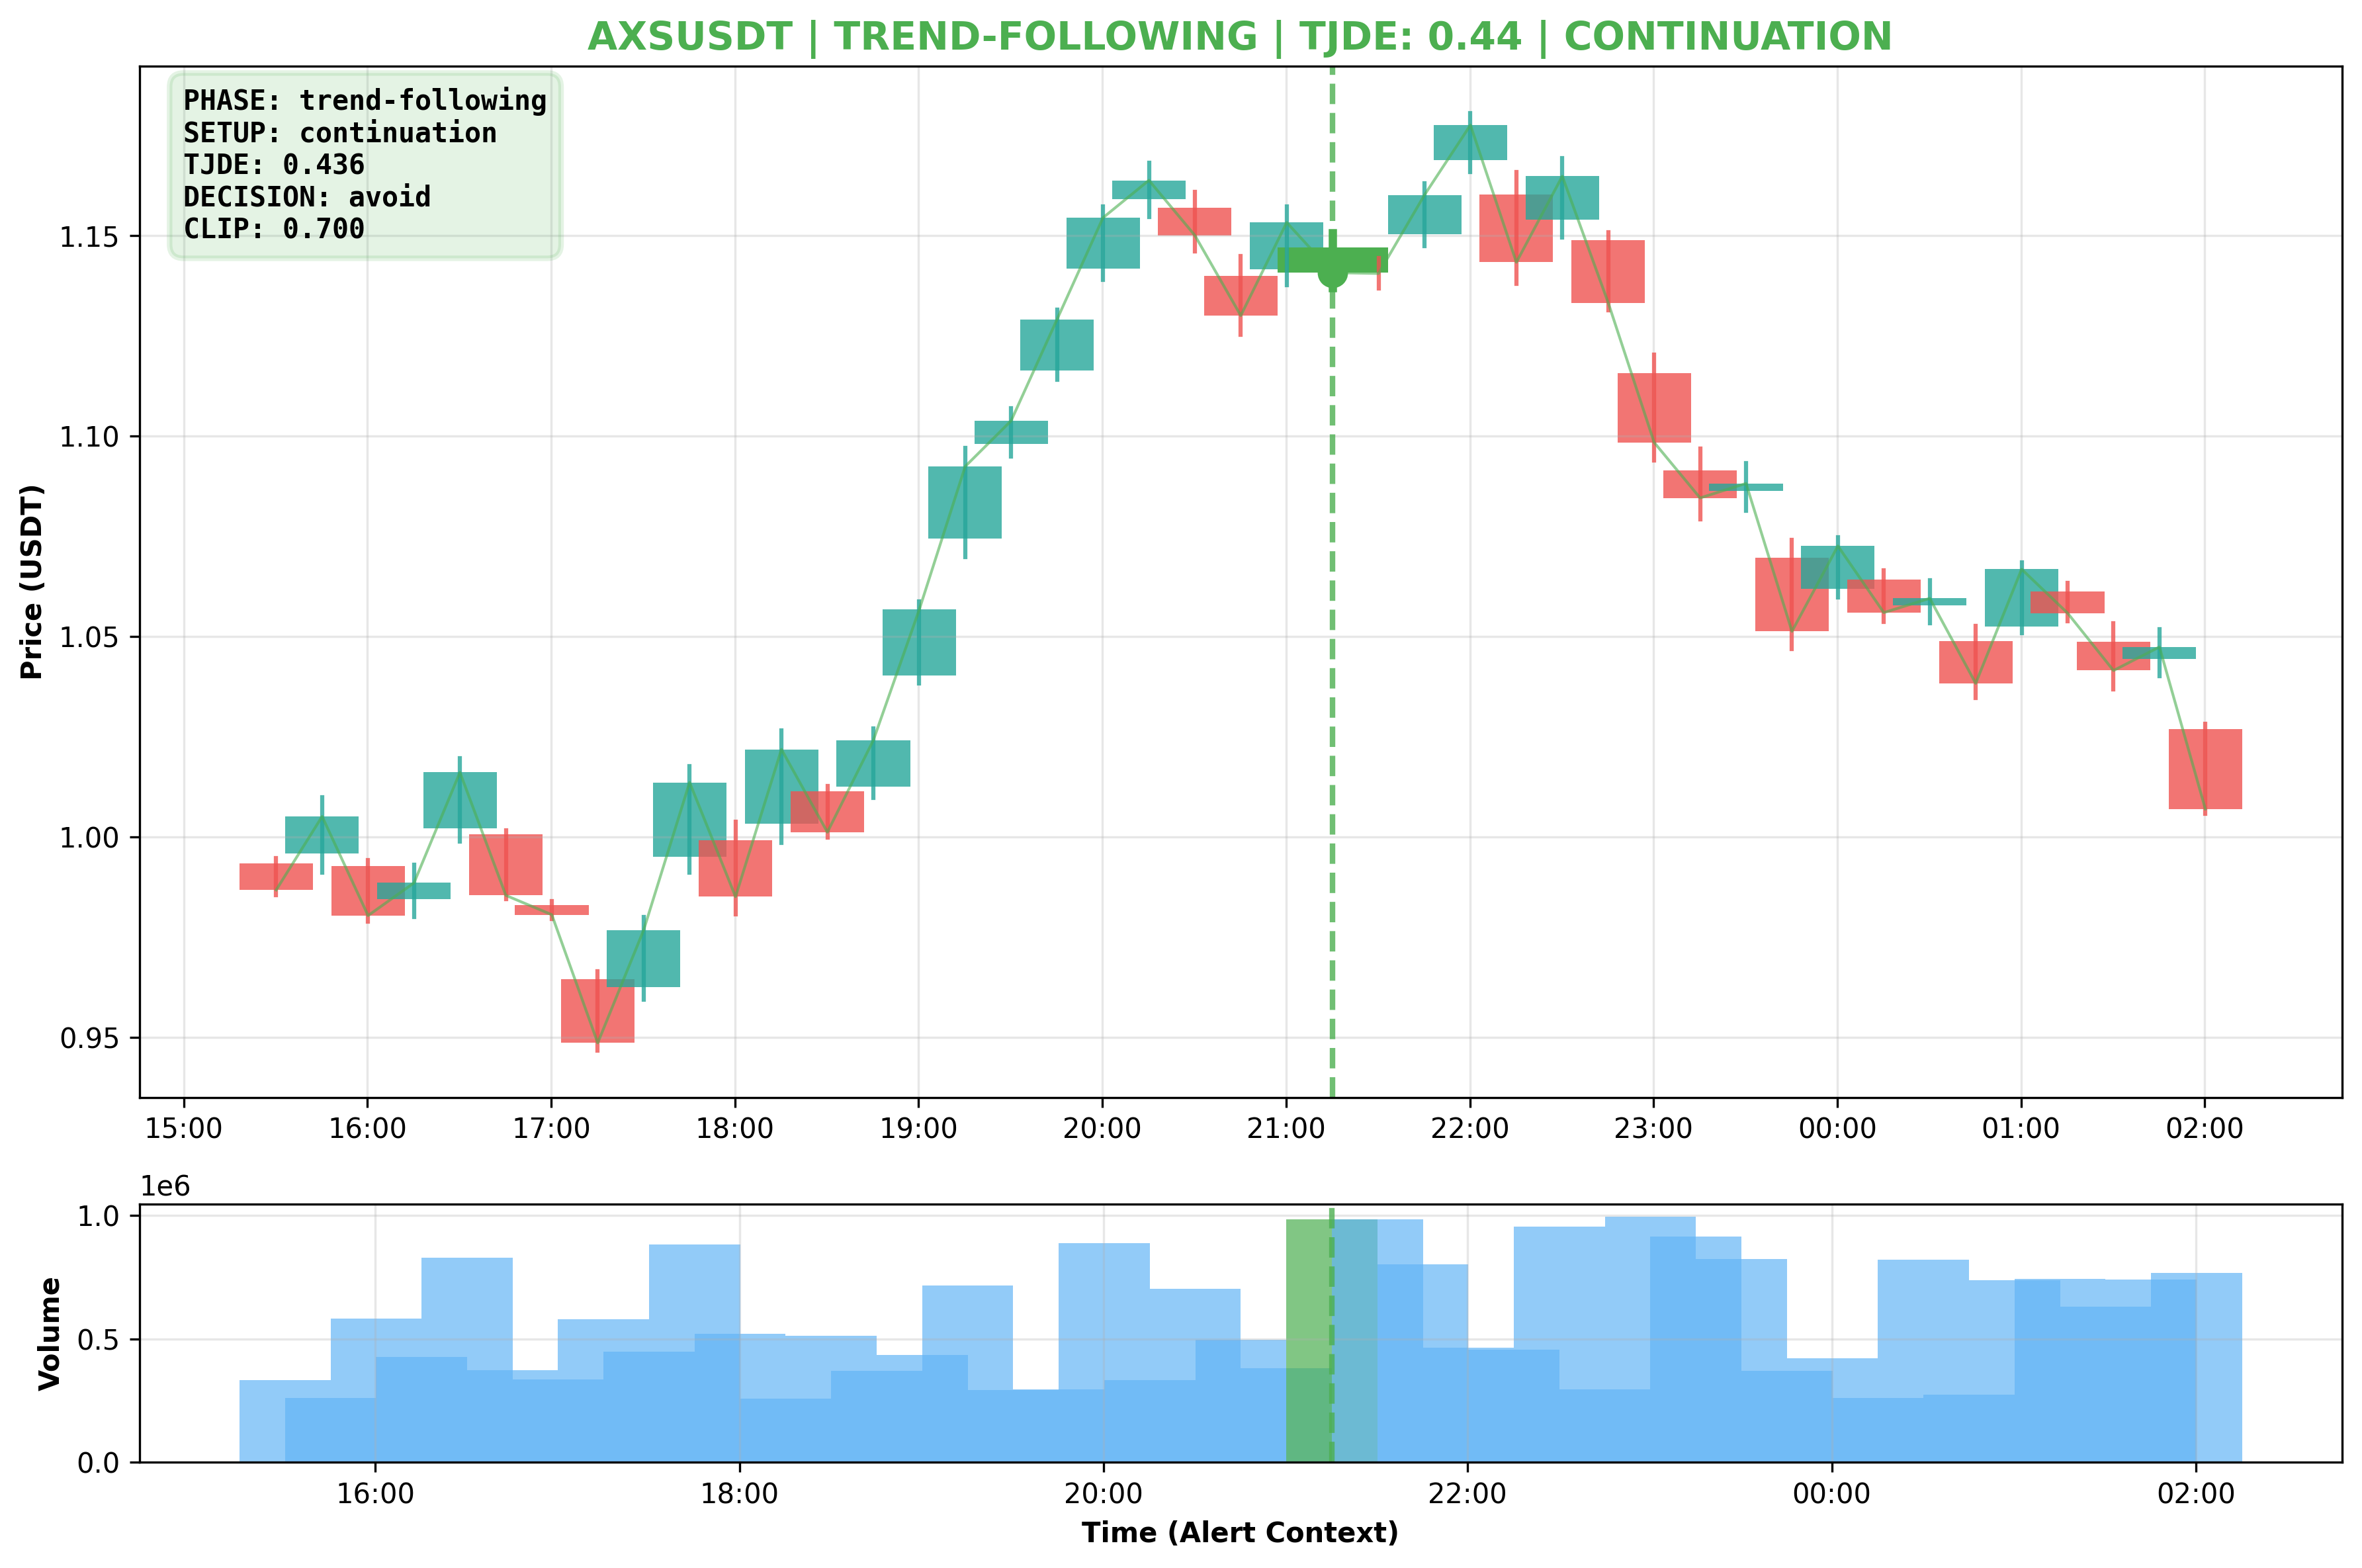 AXSUSDT | TREND-FOLLOWING | TJDE: 0.44 | CONTINUATION
PHASE: trend-following
SETUP: continuation
TJDE: 0.436
DECISION: avoid
CLIP: 0.700
Price (USDT)
1.15
1.10
1.05
1.00
0.95
15:00 16:00 17:00 18:00 19:00 20:00 21:00 22:00 23:00 00:00 01:00 02:00
1e6
Volume
1.0
0.5
0.0
16:00 18:00 20:00 22:00 00:00 02:00
Time (Alert Context)